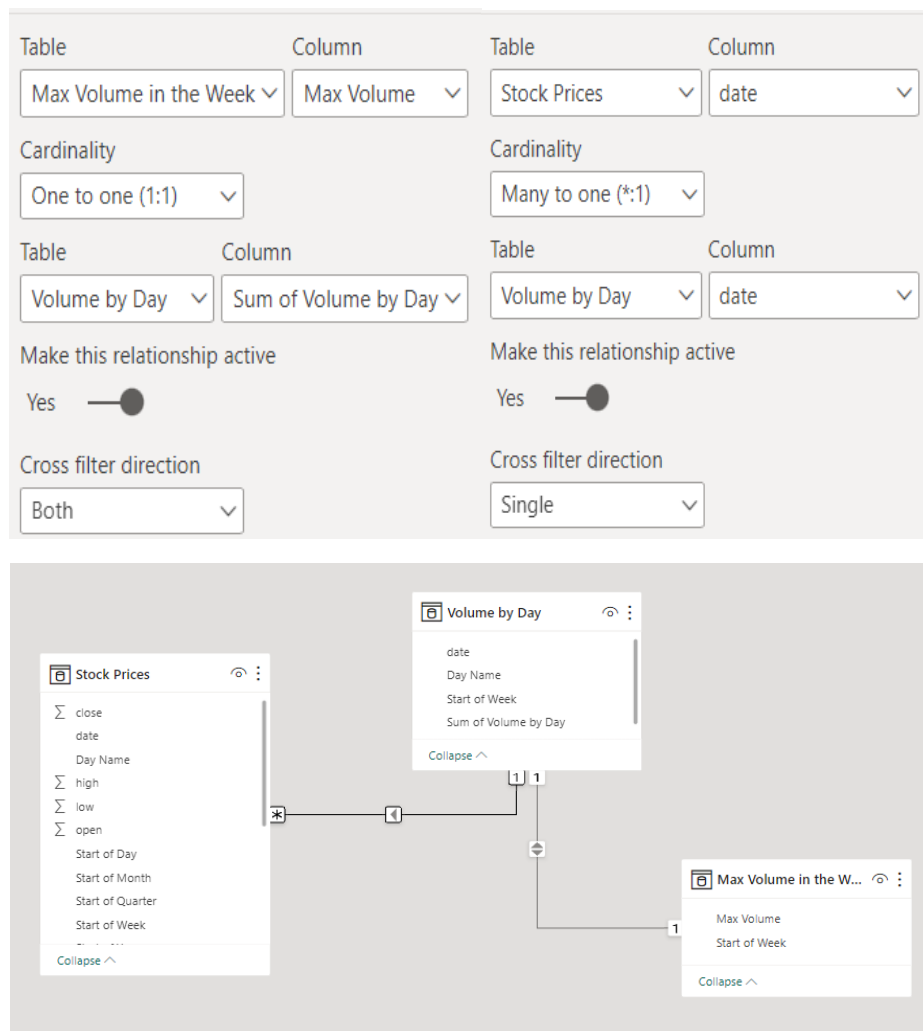 Table Column
Max Volume in the Week Max Volume
Cardinality
One to one (1:1)
Table Column
Volume by Day Sum of Volume by Day
Make this relationship active
Yes
Cross filter direction
Both
Table Column
Stock Prices date
Cardinality
Many to one (*:1)
Table Column
Volume by Day date
Make this relationship active
Yes
Cross filter direction
Single
Volume by Day
date
Day Name
Start of Week
Sum of Volume by Day
Collapse
Stock Prices
close
date
Day Name
high
low
open
Start of Day
Start of Month
Start of Quarter
Start of Week
Collapse
1 1
*
1
Max Volume in the W...
Max Volume
Start of Week
Collapse